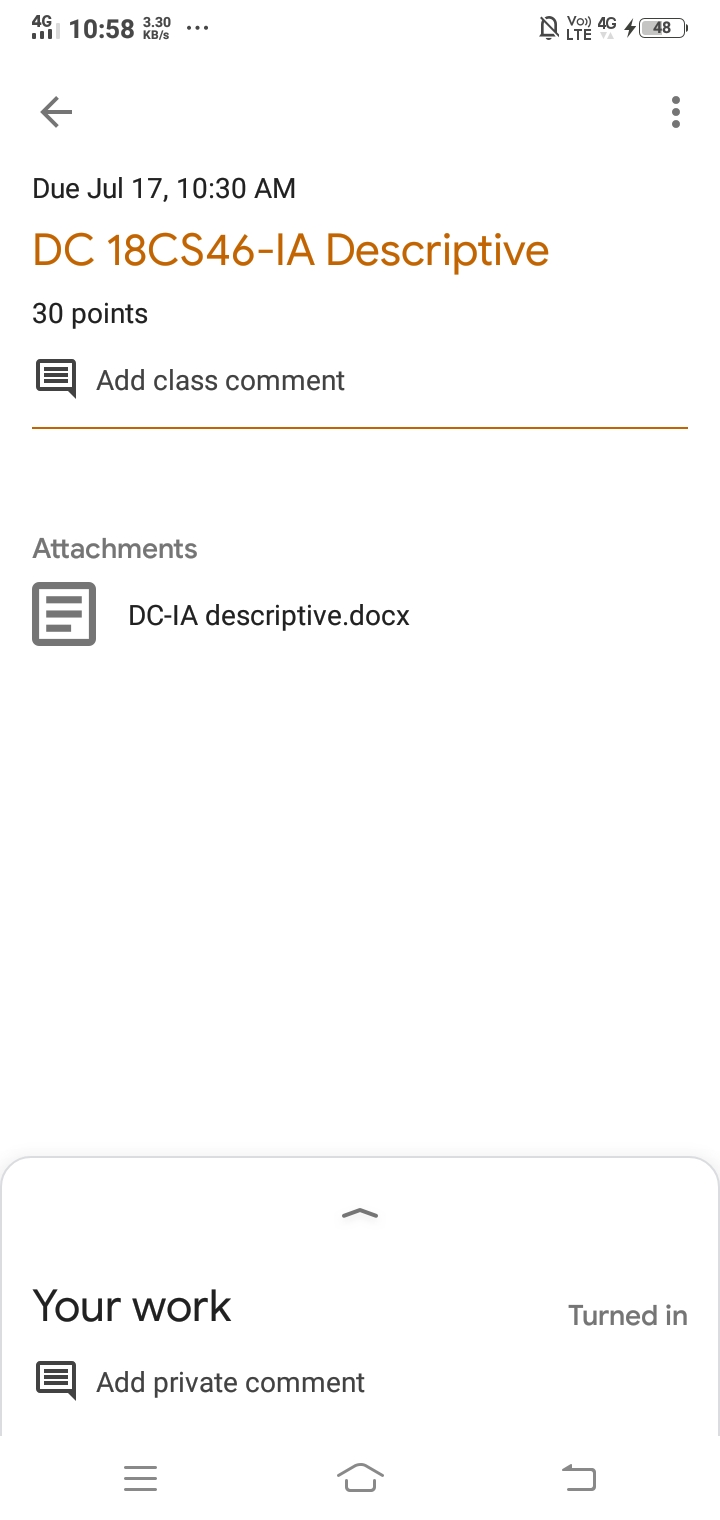 4G 10:58 3.30 KB/s ... Vo)) LTE 4G 48
Due Jul 17, 10:30 AM
DC 18CS46-IA Descriptive
30 points
Add class comment
Attachments
DC-IA descriptive.docx
Your work
Turned in
Add private comment